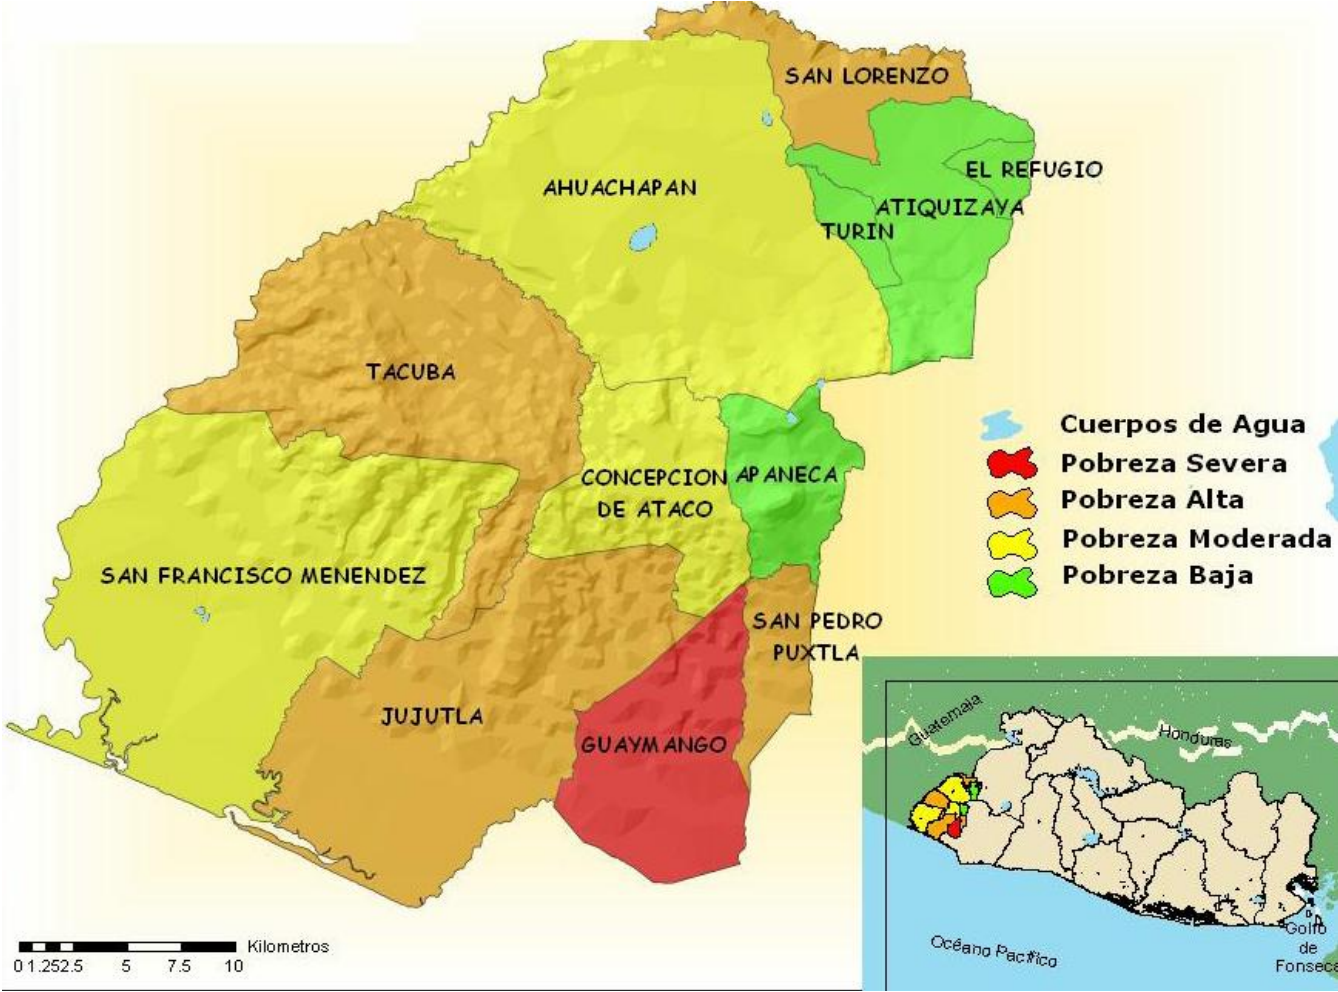 SAN LORENZO
EL REFUGIO
AHUACHAPAN
ATIQUIZAYA
TURIN
TACUBA
Cuerpos de Agua
Pobreza Severa
Pobreza Alta
Pobreza Moderada
Pobreza Baja
CONCEPCION
DE ATACO
APANECA
SAN FRANCISCO MENENDEZ
SAN PEDRO
PUXTLA
JUJUTLA
GUAYMANGO
Guatemala
Honduras
Océano Pacífico
Golfo
de
Fonseca
Kilometros
0 1.25 2.5 5 7.5 10